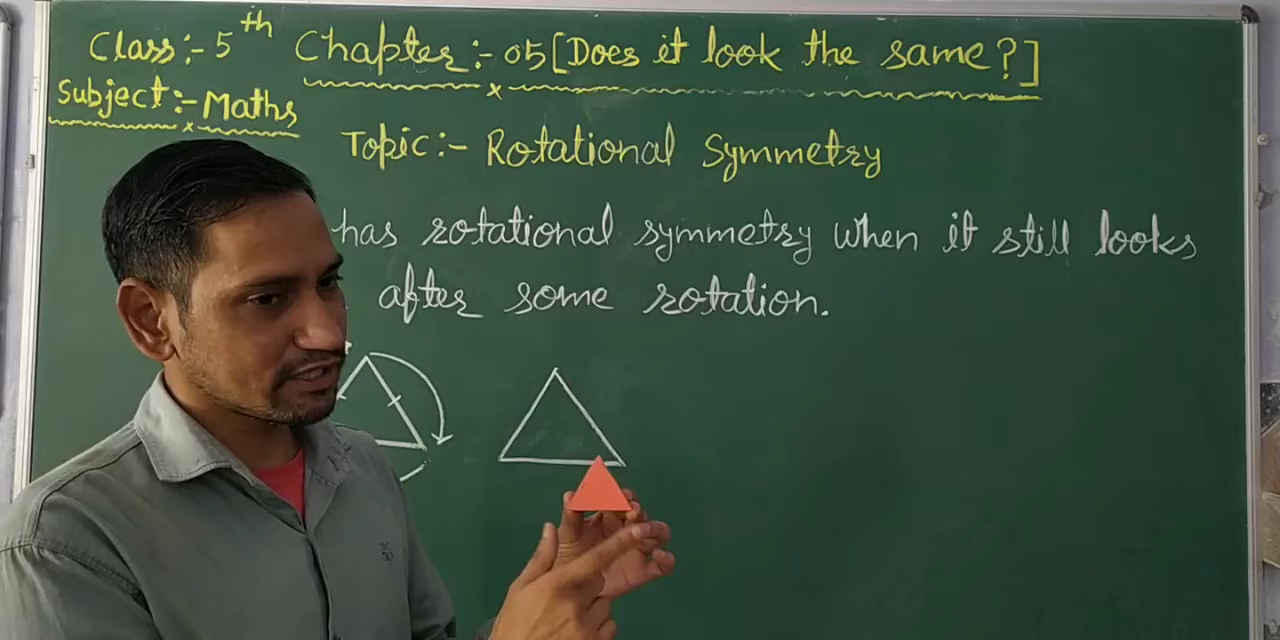 Class:- 5th Chapter:- 05[Does it look the same?]
Subject:- Maths
Topic:- Rotational Symmetry
has rotational symmetry when it still looks
after some rotation.